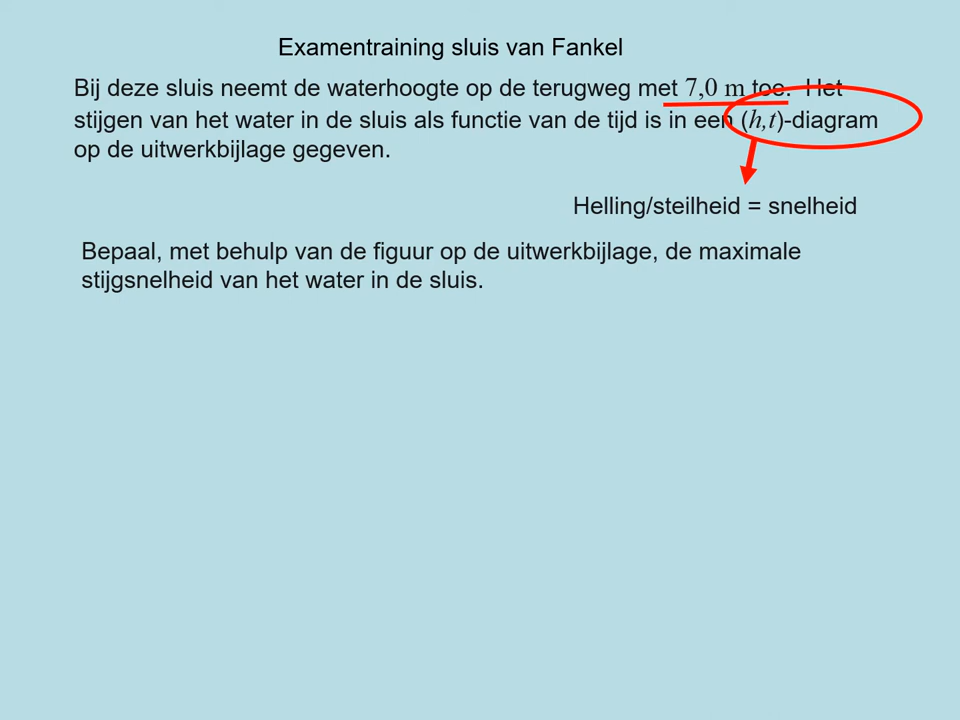 Examentraining sluis van Fankel
Bij deze sluis neemt de waterhoogte op de terugweg met 7,0 m toe. Het
stijgen van het water in de sluis als functie van de tijd is in een (h,t)-diagram
op de uitwerkbijlage gegeven.
Helling/steilheid = snelheid
Bepaal, met behulp van de figuur op de uitwerkbijlage, de maximale
stijgsnelheid van het water in de sluis.